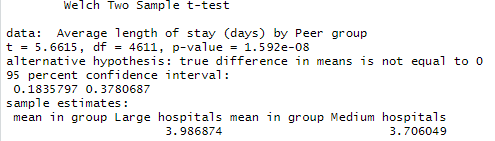 Welch Two Sample t-test
data:  Average length of stay (days) by Peer group
t = 5.6615, df = 4611, p-value = 1.592e-08
alternative hypothesis: true difference in means is not equal to 0
95 percent confidence interval:
 0.1835797 0.3780687
sample estimates:
 mean in group Large hospitals mean in group Medium hospitals
                      3.986874                       3.706049